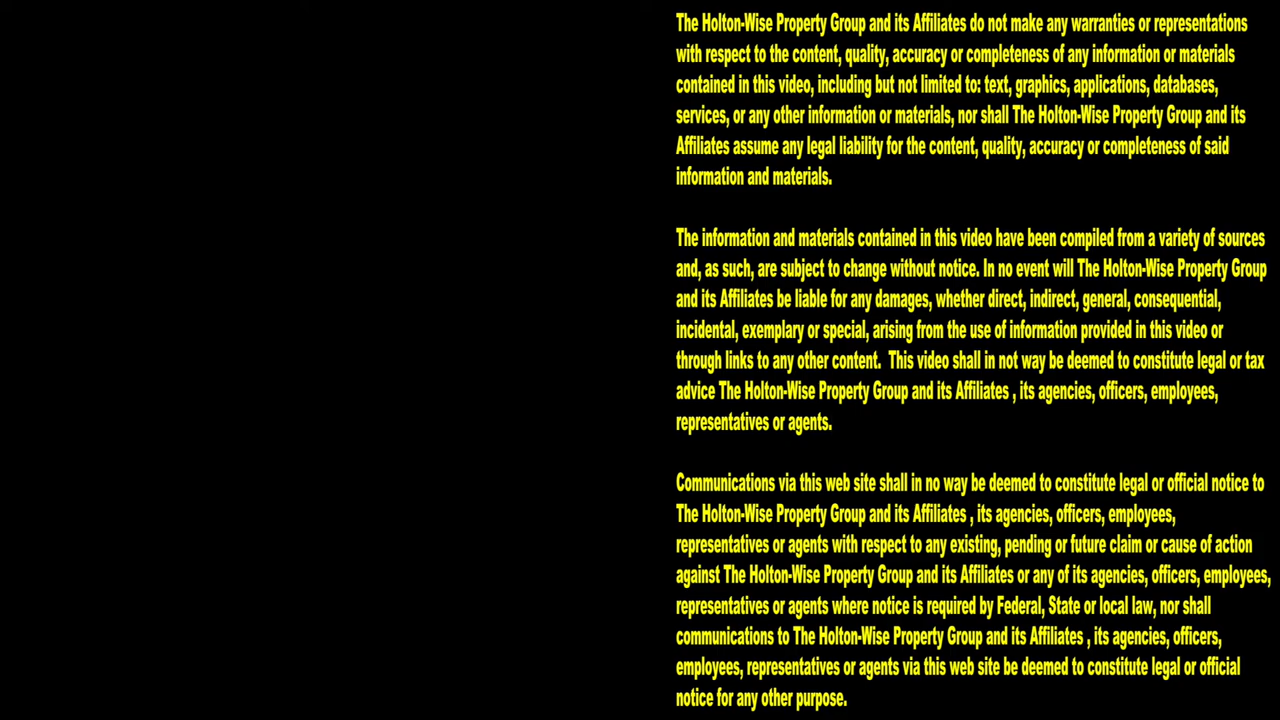 The Holton-Wise Property Group and its Affiliates do not make any warranties or representations
with respect to the content, quality, accuracy or completeness of any information or materials
contained in this video, including but not limited to: text, graphics, applications, databases,
services, or any other information or materials, nor shall The Holton-Wise Property Group and its
Affiliates assume any legal liability for the content, quality, accuracy or completeness of said
information and materials.
The information and materials contained in this video have been compiled from a variety of sources
and, as such, are subject to change without notice. In no event will The Holton-Wise Property Group
and its Affiliates be liable for any damages, whether direct, indirect, general, consequential,
incidental, exemplary or special, arising from the use of information provided in this video or
through links to any other content.  This video shall in not way be deemed to constitute legal or tax
advice The Holton-Wise Property Group and its Affiliates , its agencies, officers, employees,
representatives or agents.
Communications via this web site shall in no way be deemed to constitute legal or official notice to
The Holton-Wise Property Group and its Affiliates , its agencies, officers, employees,
representatives or agents with respect to any existing, pending or future claim or cause of action
against The Holton-Wise Property Group and its Affiliates or any of its agencies, officers, employees,
representatives or agents where notice is required by Federal, State or local law, nor shall
communications to The Holton-Wise Property Group and its Affiliates , its agencies, officers,
employees, representatives or agents via this web site be deemed to constitute legal or official
notice for any other purpose.